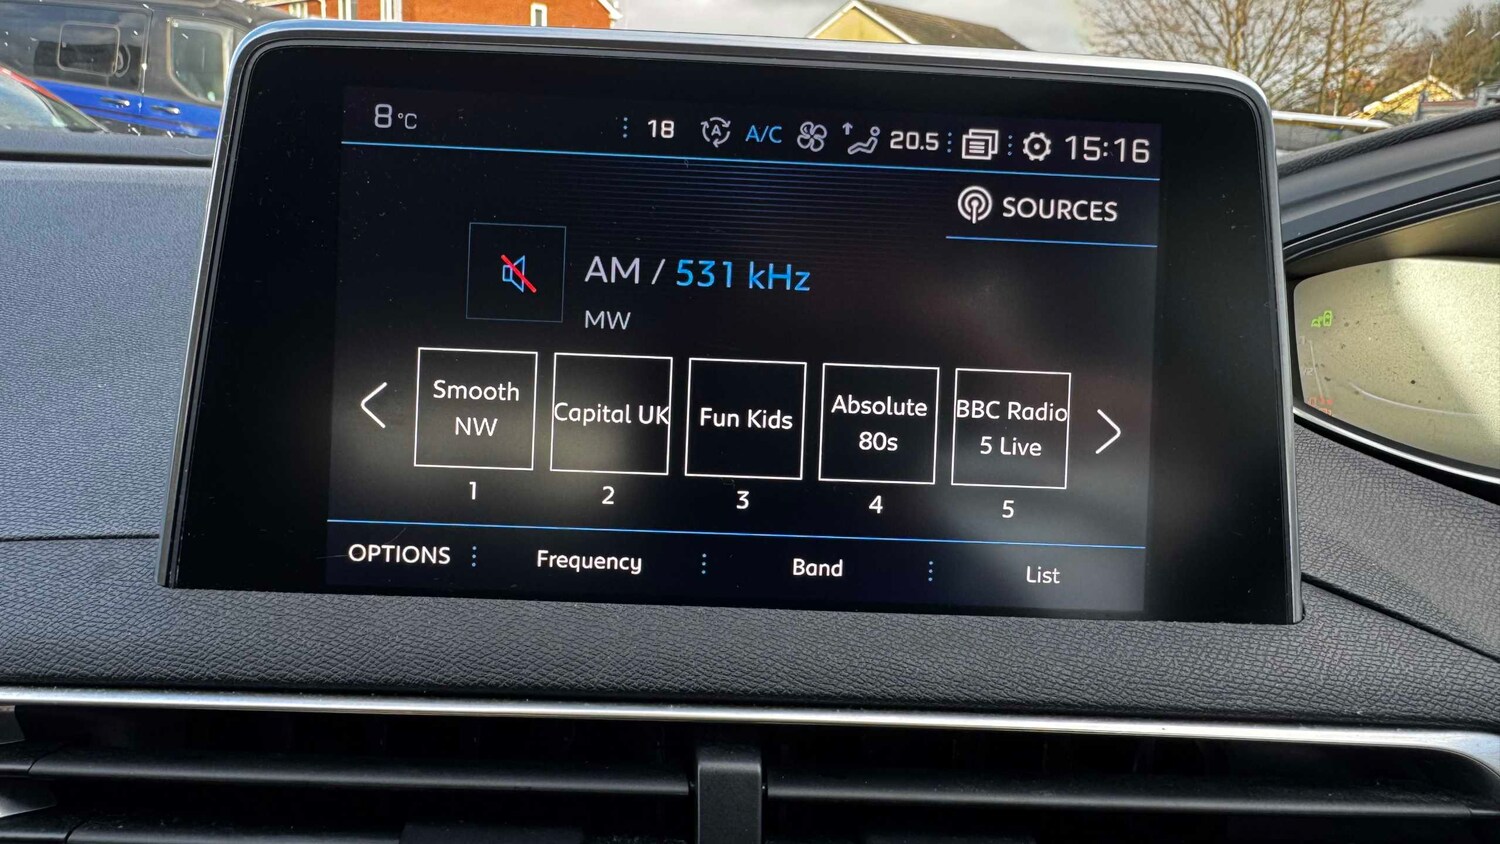 8°C
18
A
A/C
20.5
15:16
SOURCES
AM / 531 kHz
MW
Smooth
NW
Capital UK
Fun Kids
Absolute
80s
BBC Radio
5 Live
1
2
3
4
5
OPTIONS
Frequency
Band
List